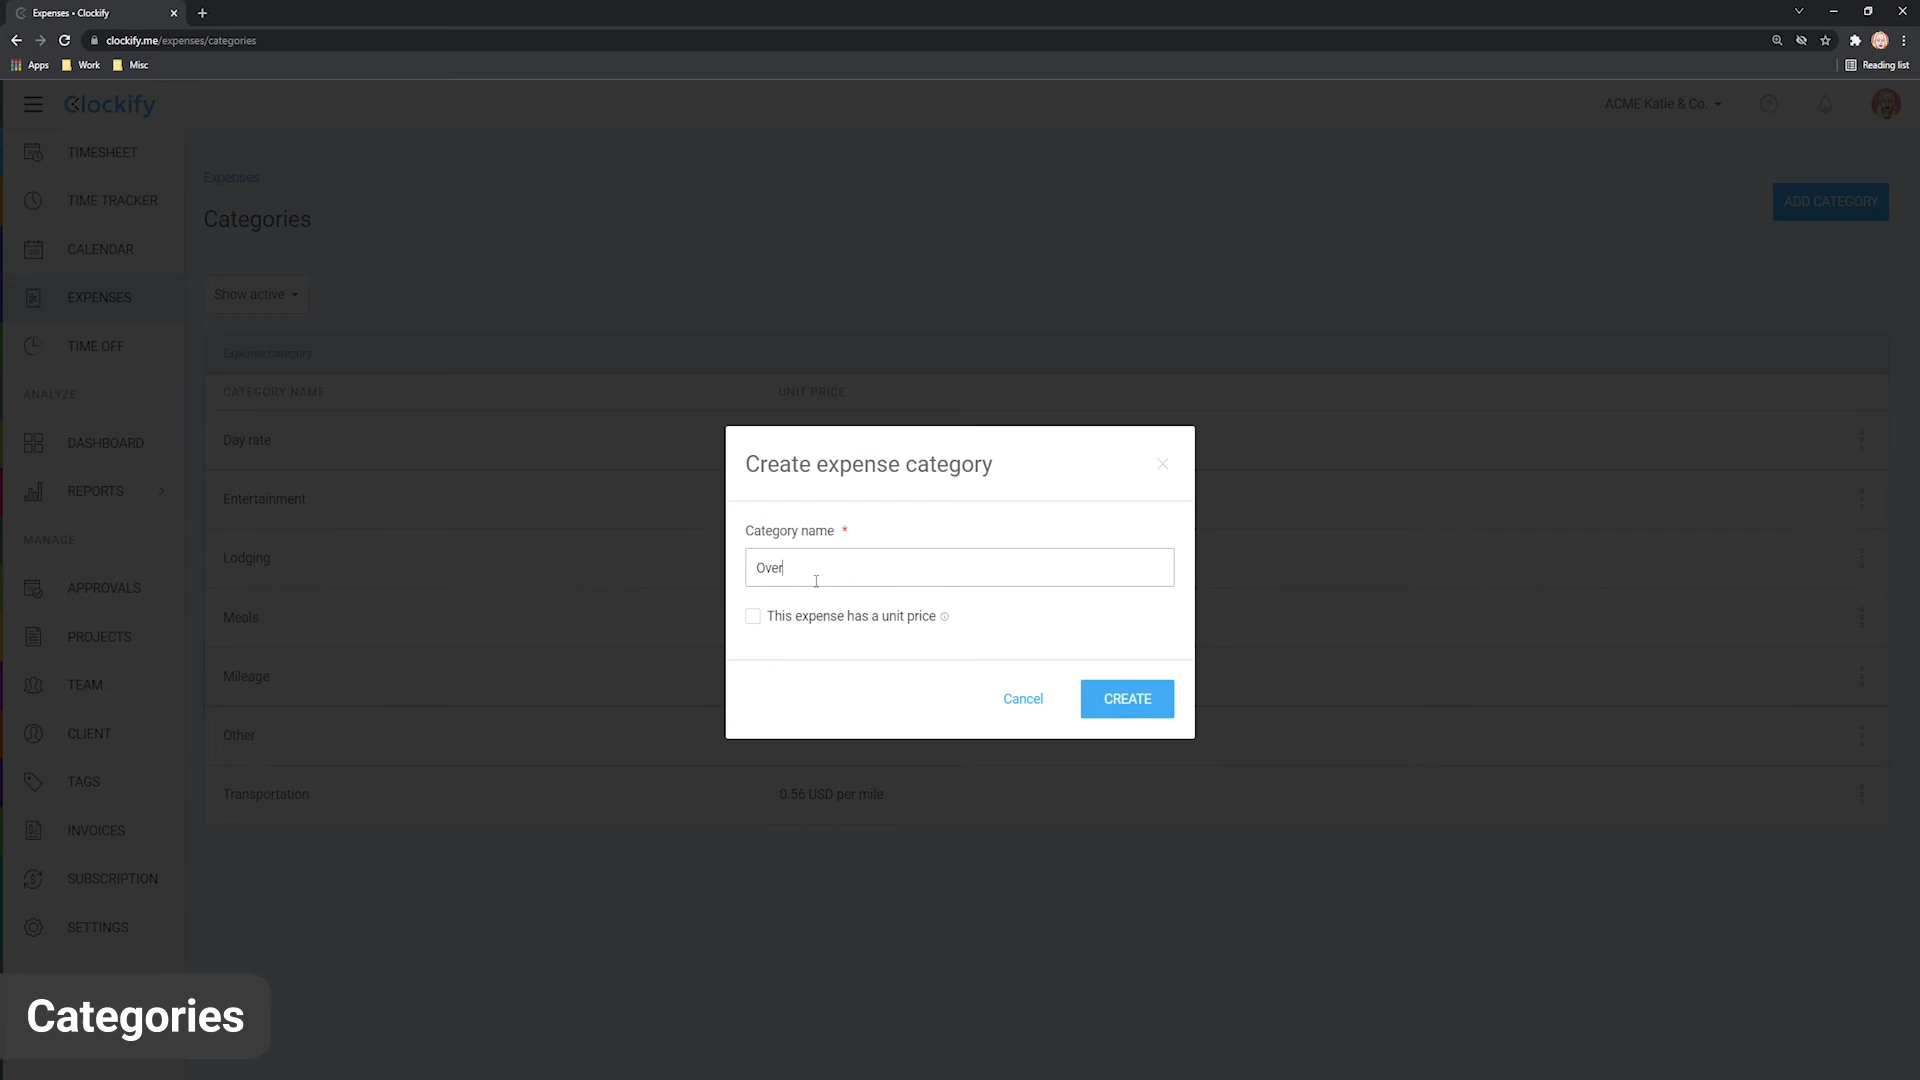 Expenses • Clockify
clockify.me/expenses/categories
Apps
Work
Misc
Reading list
Clockify
ACME Katie & Co.
TIMESHEET
TIME TRACKER
CALENDAR
EXPENSES
TIME OFF
ANALYZE
DASHBOARD
REPORTS
MANAGE
APPROVALS
PROJECTS
TEAM
CLIENT
TAGS
INVOICES
SUBSCRIPTION
SETTINGS
Expenses
Categories
ADD CATEGORY
Show active
Expense category
CATEGORY NAME UNIT PRICE
Day rate
Entertainment
Lodging
Meals
Mileage
Other
Transportation 0.56 USD per mile
Create expense category
Category name *
Over
This expense has a unit price
Cancel
CREATE
Categories